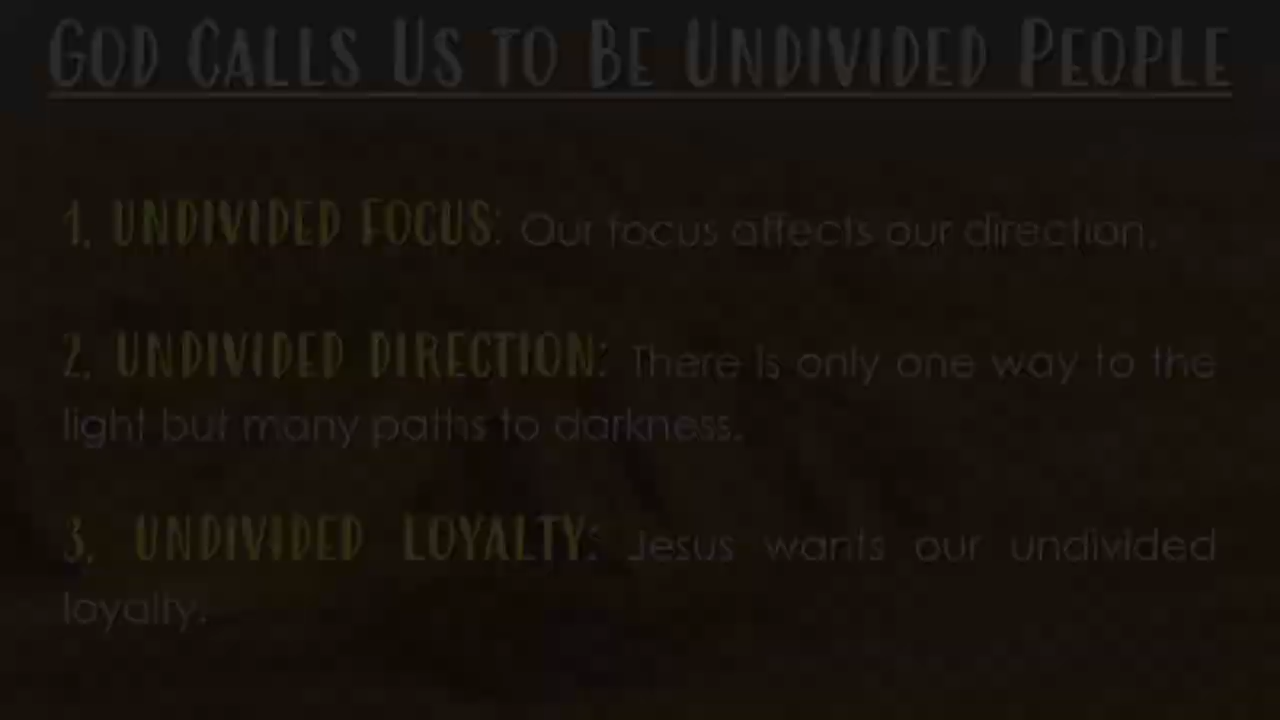 GOD CALLS US TO BE UNDIVIDED PEOPLE
1. UNDIVIDED FOCUS: Our focus affects our direction.
2. UNDIVIDED DIRECTION: There is only one way to the
light but many paths to darkness.
3. UNDIVIDED LOYALTY: Jesus wants our undivided
loyalty.